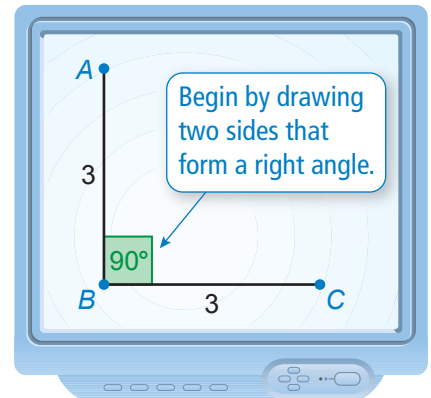 A
Begin by drawing
two sides that
form a right angle.
3
90°
B
3
C